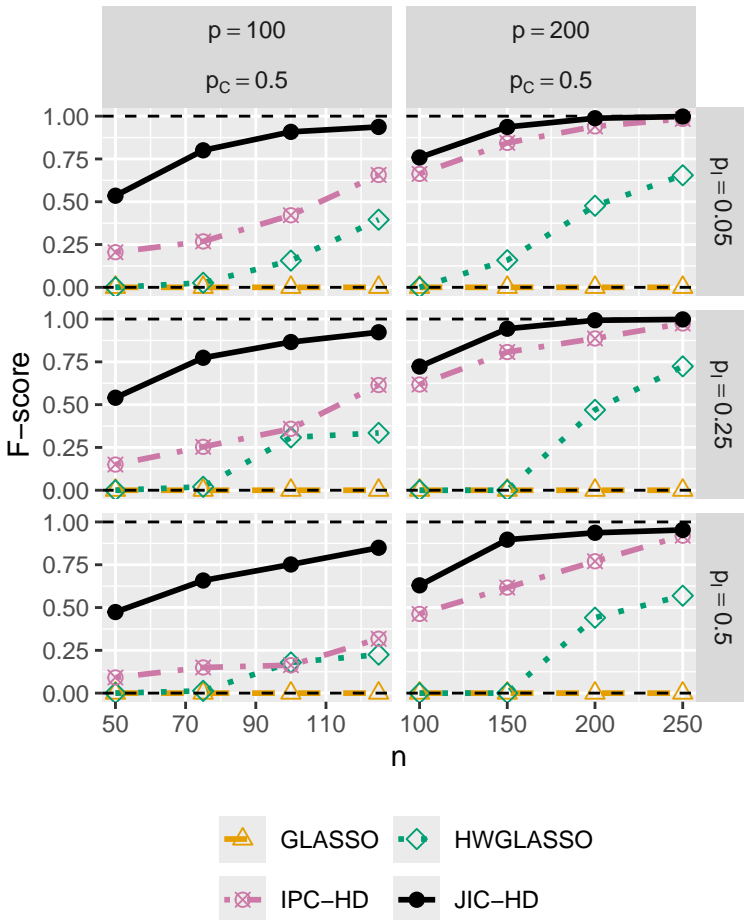 p = 100
p = 200
p_C = 0.5
p_C = 0.5
F−score
1.00
0.75
0.50
0.25
0.00
p_I = 0.05
1.00
0.75
0.50
0.25
0.00
p_I = 0.25
1.00
0.75
0.50
0.25
0.00
p_I = 0.5
50 70 90 110
100 150 200 250
n
GLASSO
HWGLASSO
IPC−HD
JIC−HD